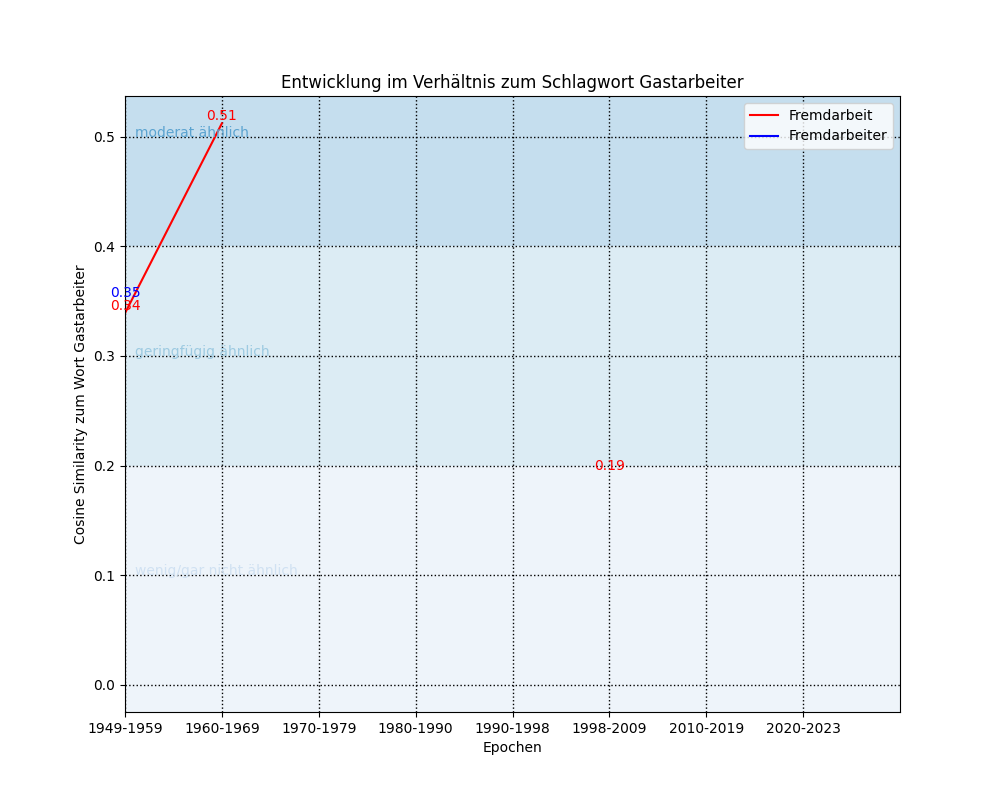 Entwicklung im Verhältnis zum Schlagwort Gastarbeiter
Fremdarbeit
Fremdarbeiter
0.51
moderat ähnlich
0.35
0.34
geringfügig ähnlich
0.19
wenig/gar nicht ähnlich
Cosine Similarity zum Wort Gastarbeiter
0.5
0.4
0.3
0.2
0.1
0.0
1949-1959 1960-1969 1970-1979 1980-1990 1990-1998 1998-2009 2010-2019 2020-2023
Epochen